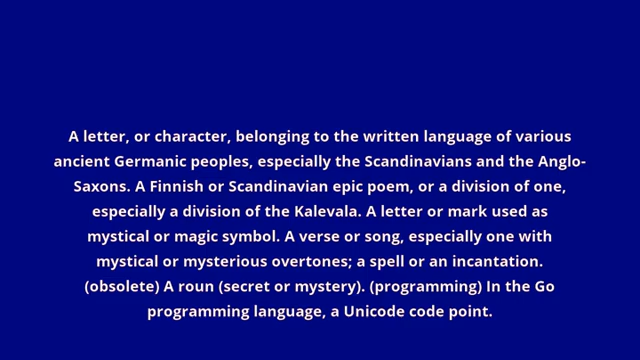 A letter, or character, belonging to the written language of various
ancient Germanic peoples, especially the Scandinavians and the Anglo-
Saxons. A Finnish or Scandinavian epic poem, or a division of one,
especially a division of the Kalevala. A letter or mark used as
mystical or magic symbol. A verse or song, especially one with
mystical or mysterious overtones; a spell or an incantation.
(obsolete) A roun (secret or mystery). (programming) In the Go
programming language, a Unicode code point.